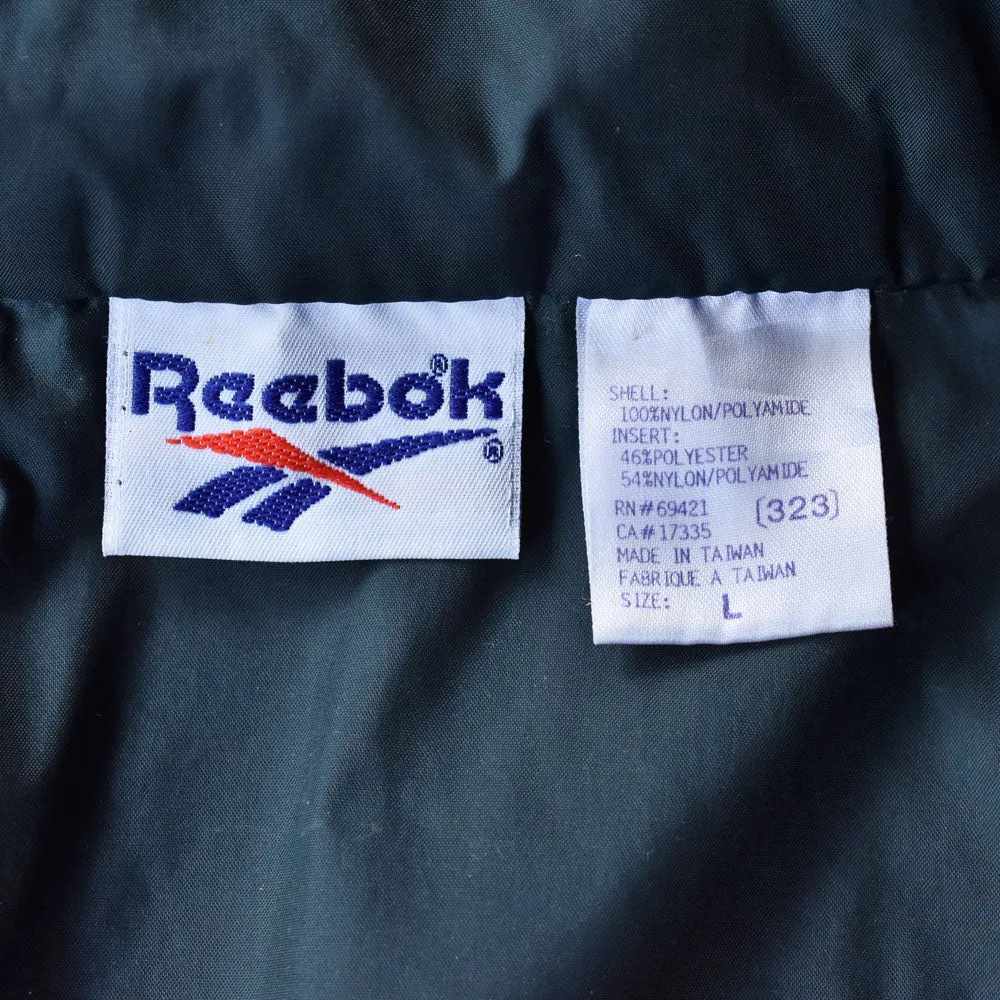 Reebok®
®
SHELL:
100%NYLON/POLYAMIDE
INSERT:
46%POLYESTER
54%NYLON/POLYAMIDE
RN#69421 (323)
CA#17335
MADE IN TAIWAN
FABRIQUE A TAIWAN
SIZE: L